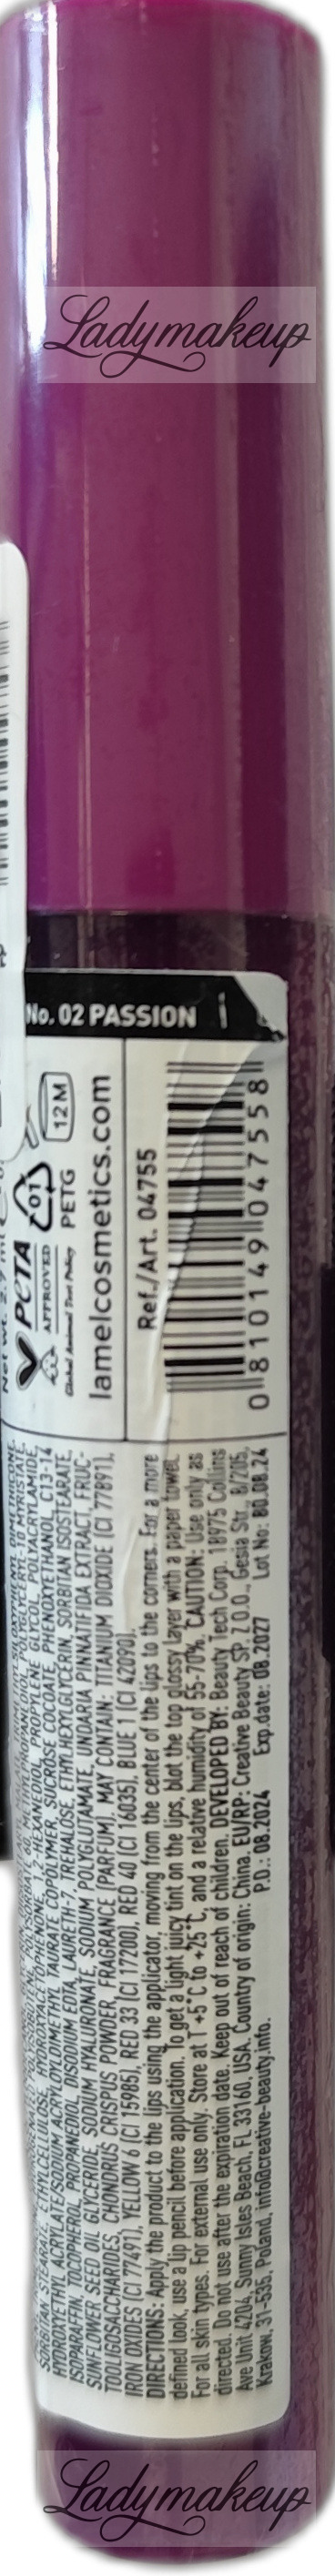 Ladymakeup
No. 02 PASSION
PETA
APPROVED
Global Animal Test Policy
01
PETG
12 M
lamelcosmetics.com
Ref./Art. 04755
0 810149 047558
SORBITAN STEARATE, ETHYLCELLULOSE,
HYDROXYETHYL ACRYLATE/SODIUM ACRYLOYLDIMETHYL TAURATE COPOLYMER, SUCROSE COCOATE, PHENOXYETHANOL, C13-14
ISOPARAFFIN, TOCOPHEROL, PROPANEDIOL, DISODIUM EDTA, LAURETH-7, TREHALOSE, ETHYLHEXYLGLYCERIN, SORBITAN ISOSTEARATE,
SUNFLOWER SEED OIL GLYCERIDE, SODIUM HYALURONATE, SODIUM POLYGLUTAMATE, UNDARIA PINNATIFIDA EXTRACT, FRUC-
TOOLIGOSACCHARIDES, CHONDRUS CRISPUS POWDER, FRAGRANCE (PARFUM). MAY CONTAIN: TITANIUM DIOXIDE (CI 77891),
IRON OXIDES (CI 77491), YELLOW 6 (CI 15985), RED 33 (CI 17200), RED 40 (CI 16035), BLUE 1 (CI 42090).
DIRECTIONS: Apply the product to the lips using the applicator, moving from the center of the lips to the corners. For a more
defined look, use a lip pencil before application. To get a light juicy tint on the lips, blot the top glossy layer with a paper towel.
For all skin types. For external use only. Store at T +5°C to +25°C, and a relative humidity of 55-70%. CAUTION: Use only as
directed. Do not use after the expiration date. Keep out of reach of children. DEVELOPED BY: Beauty Tech Corp. 18975 Collins
Ave Unit 4204, Sunny Isles Beach, FL 33160, USA. Country of origin: China. EU/RP: Creative Beauty SP. Z O.O., Gesia Str., 8/205,
Krakow, 31-535, Poland, info@creative-beauty.info. P.D.: 08.2024 Exp.date: 08.2027 Lot No: B0.08.24
Ladymakeup